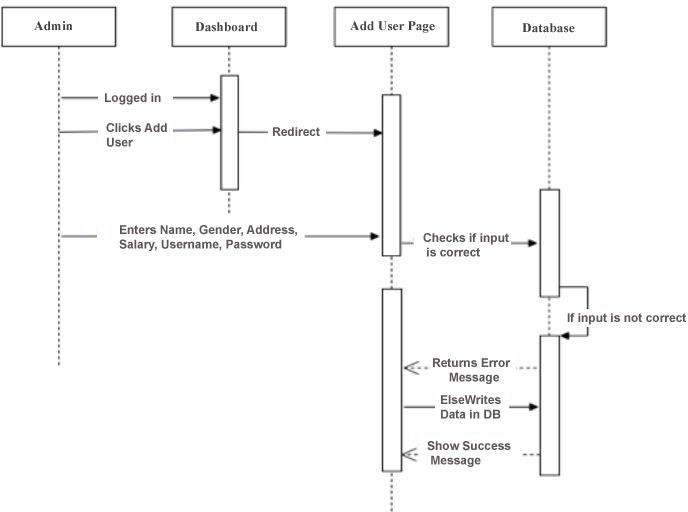 Admin
Dashboard
Add User Page
Database
Logged in
Clicks Add
User
Redirect
Enters Name, Gender, Address,
Salary, Username, Password
Checks if input
is correct
If input is not correct
Returns Error
Message
ElseWrites
Data in DB
Show Success
Message